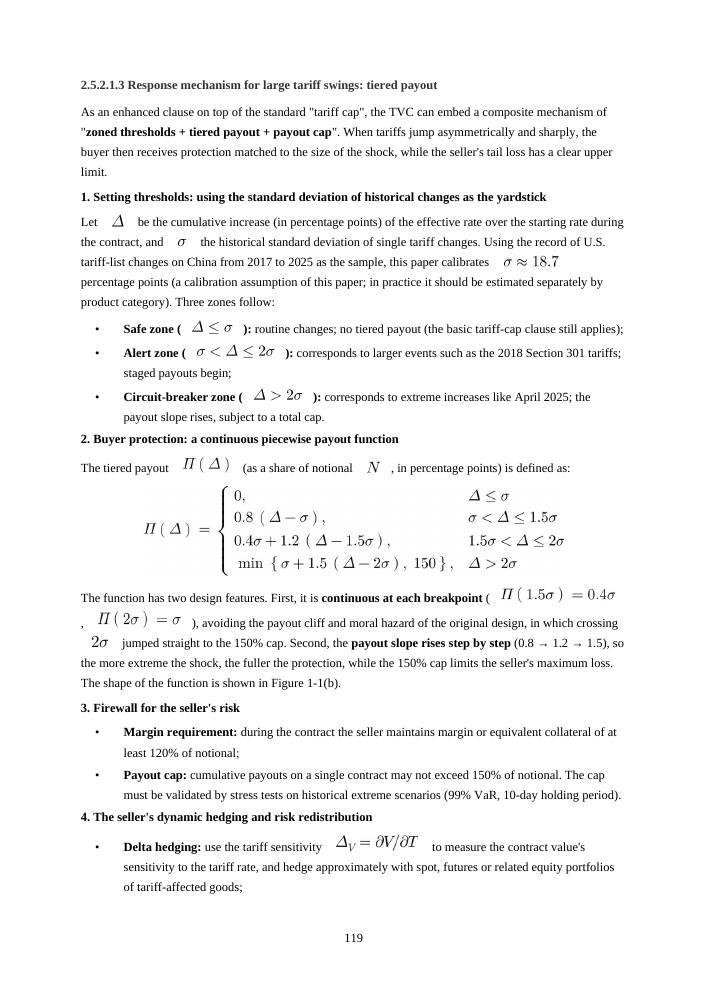 2.5.2.1.3 Response mechanism for large tariff swings: tiered payout
As an enhanced clause on top of the standard "tariff cap", the TVC can embed a composite mechanism of
"zoned thresholds + tiered payout + payout cap". When tariffs jump asymmetrically and sharply, the
buyer then receives protection matched to the size of the shock, while the seller's tail loss has a clear upper
limit.
1. Setting thresholds: using the standard deviation of historical changes as the yardstick
Let Δ be the cumulative increase (in percentage points) of the effective rate over the starting rate during
the contract, and σ the historical standard deviation of single tariff changes. Using the record of U.S.
tariff-list changes on China from 2017 to 2025 as the sample, this paper calibrates σ ≈ 18.7
percentage points (a calibration assumption of this paper; in practice it should be estimated separately by
product category). Three zones follow:
• Safe zone ( Δ ≤ σ ): routine changes; no tiered payout (the basic tariff-cap clause still applies);
• Alert zone ( σ < Δ ≤ 2σ ): corresponds to larger events such as the 2018 Section 301 tariffs;
staged payouts begin;
• Circuit-breaker zone ( Δ > 2σ ): corresponds to extreme increases like April 2025; the
payout slope rises, subject to a total cap.
2. Buyer protection: a continuous piecewise payout function
The tiered payout Π ( Δ ) (as a share of notional N , in percentage points) is defined as:
0, Δ ≤ σ
0.8 ( Δ − σ ) , σ < Δ ≤ 1.5σ
Π ( Δ ) = { 0.4σ + 1.2 ( Δ − 1.5σ ) , 1.5σ < Δ ≤ 2σ
min { σ + 1.5 ( Δ − 2σ ) , 150 } , Δ > 2σ
The function has two design features. First, it is continuous at each breakpoint ( Π ( 1.5σ ) = 0.4σ
, Π ( 2σ ) = σ ), avoiding the payout cliff and moral hazard of the original design, in which crossing
2σ jumped straight to the 150% cap. Second, the payout slope rises step by step (0.8 → 1.2 → 1.5), so
the more extreme the shock, the fuller the protection, while the 150% cap limits the seller's maximum loss.
The shape of the function is shown in Figure 1-1(b).
3. Firewall for the seller's risk
• Margin requirement: during the contract the seller maintains margin or equivalent collateral of at
least 120% of notional;
• Payout cap: cumulative payouts on a single contract may not exceed 150% of notional. The cap
must be validated by stress tests on historical extreme scenarios (99% VaR, 10-day holding period).
4. The seller's dynamic hedging and risk redistribution
• Delta hedging: use the tariff sensitivity Δ_V = ∂V/∂T to measure the contract value's
sensitivity to the tariff rate, and hedge approximately with spot, futures or related equity portfolios
of tariff-affected goods;
119